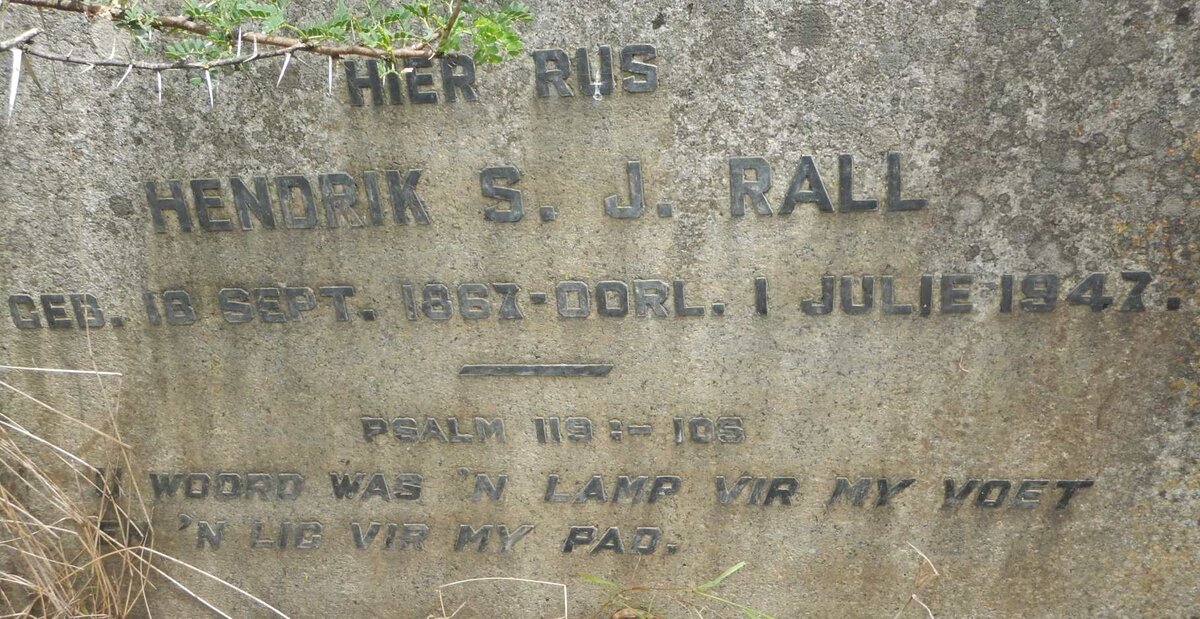 HIER RUS
HENDRIK S. J. RALL
GEB. 18 SEPT. 1867-OORL. 1 JULIE 1947.
PSALM 119:-105
U WOORD WAS 'N LAMP VIR MY VOET
EN 'N LIG VIR MY PAD.